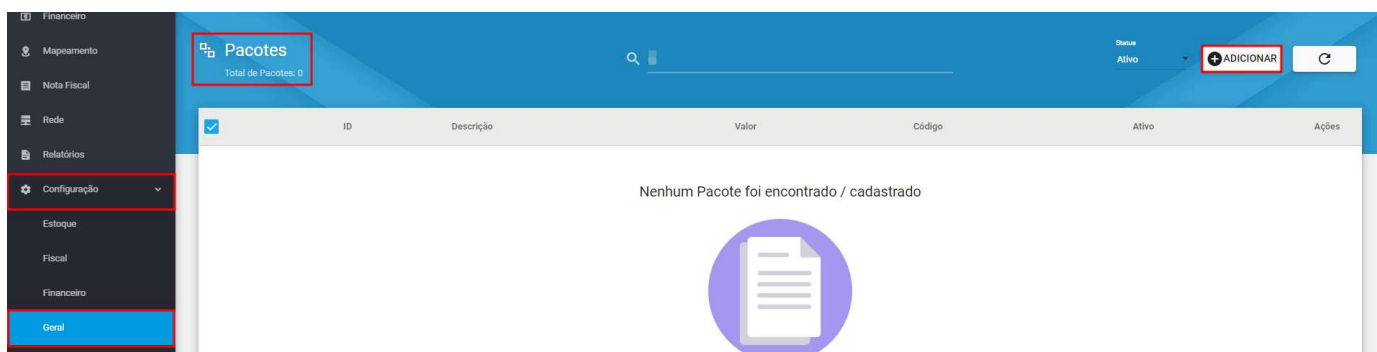 Financeiro
Mapeamento
Nota Fiscal
Rede
Relatórios
Configuração
Estoque
Fiscal
Financeiro
Geral
Pacotes
Total de Pacotes: 0
Status
Ativo
ADICIONAR
ID Descrição Valor Código Ativo Ações
Nenhum Pacote foi encontrado / cadastrado